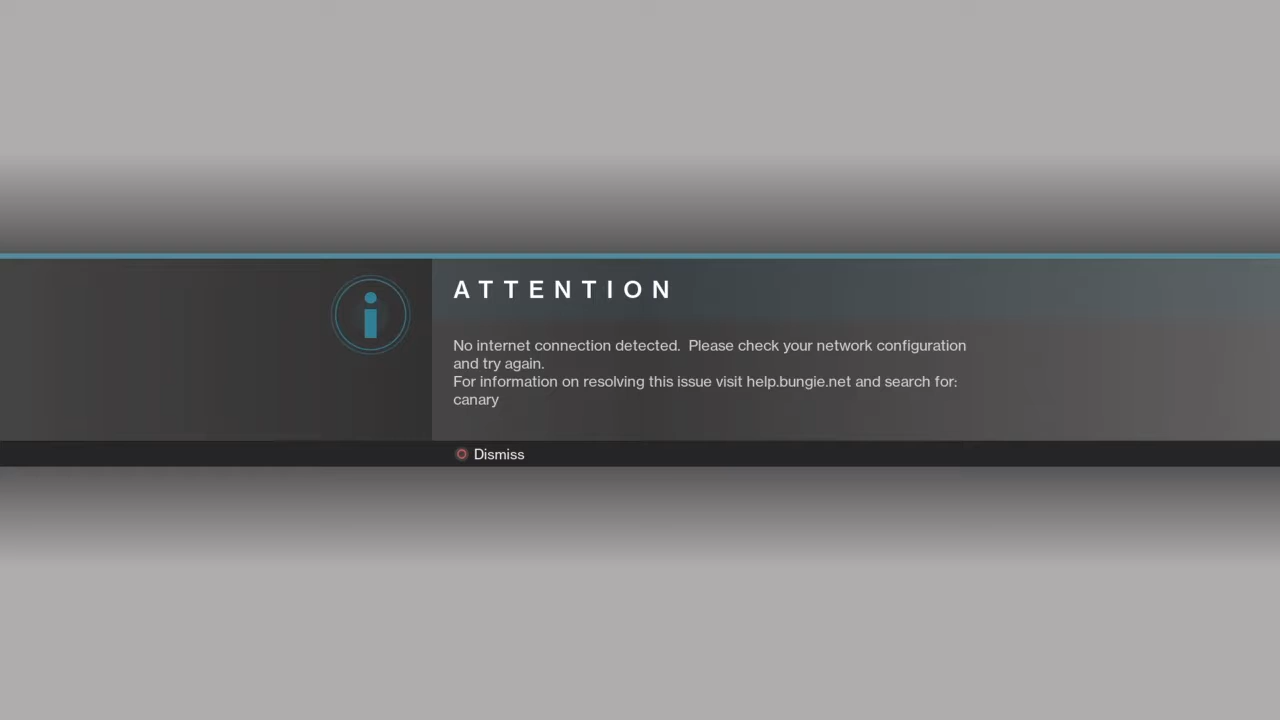 ATTENTION
No internet connection detected.  Please check your network configuration
and try again.
For information on resolving this issue visit help.bungie.net and search for:
canary
Dismiss